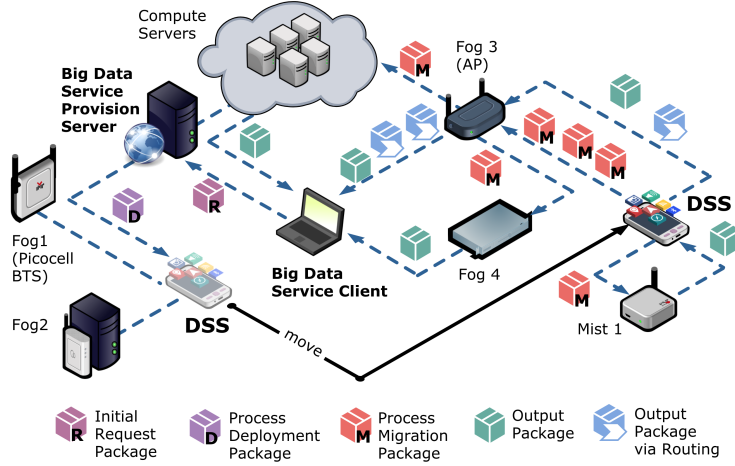 Compute
Servers
Fog 3
(AP)
Big Data
Service
Provision
Server
M
M
M
M
M
D
R
DSS
Fog1
(Picocell
BTS)
Big Data
Service Client
Fog 4
M
Mist 1
Fog2
DSS
move
R
Initial
Request
Package
D
Process
Deployment
Package
M
Process
Migration
Package
Output
Package
Output
Package
via Routing